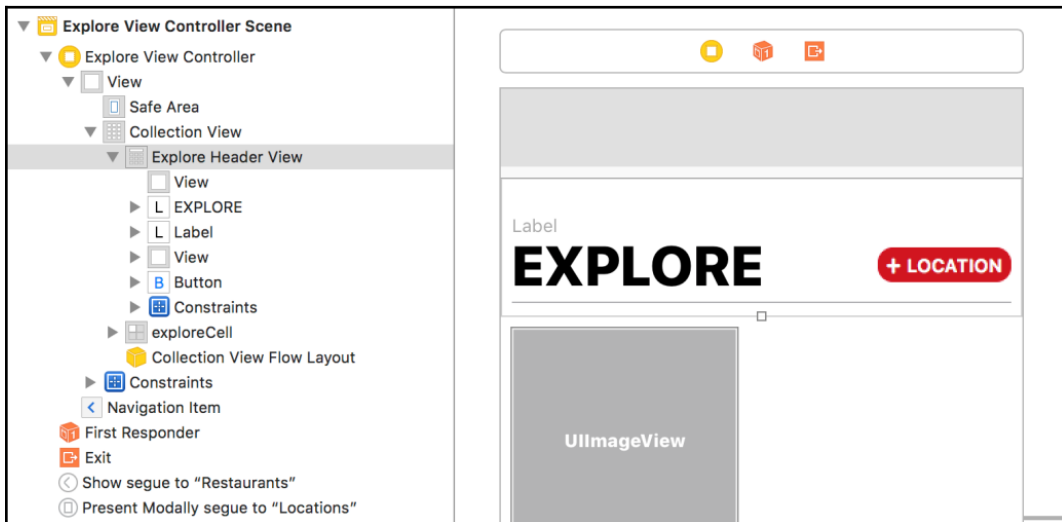 Explore View Controller Scene
Explore View Controller
View
Safe Area
Collection View
Explore Header View
View
L EXPLORE
L Label
View
B Button
Constraints
exploreCell
Collection View Flow Layout
Constraints
Navigation Item
First Responder
Exit
Show segue to "Restaurants"
Present Modally segue to "Locations"
Label
EXPLORE
+ LOCATION
UIImageView